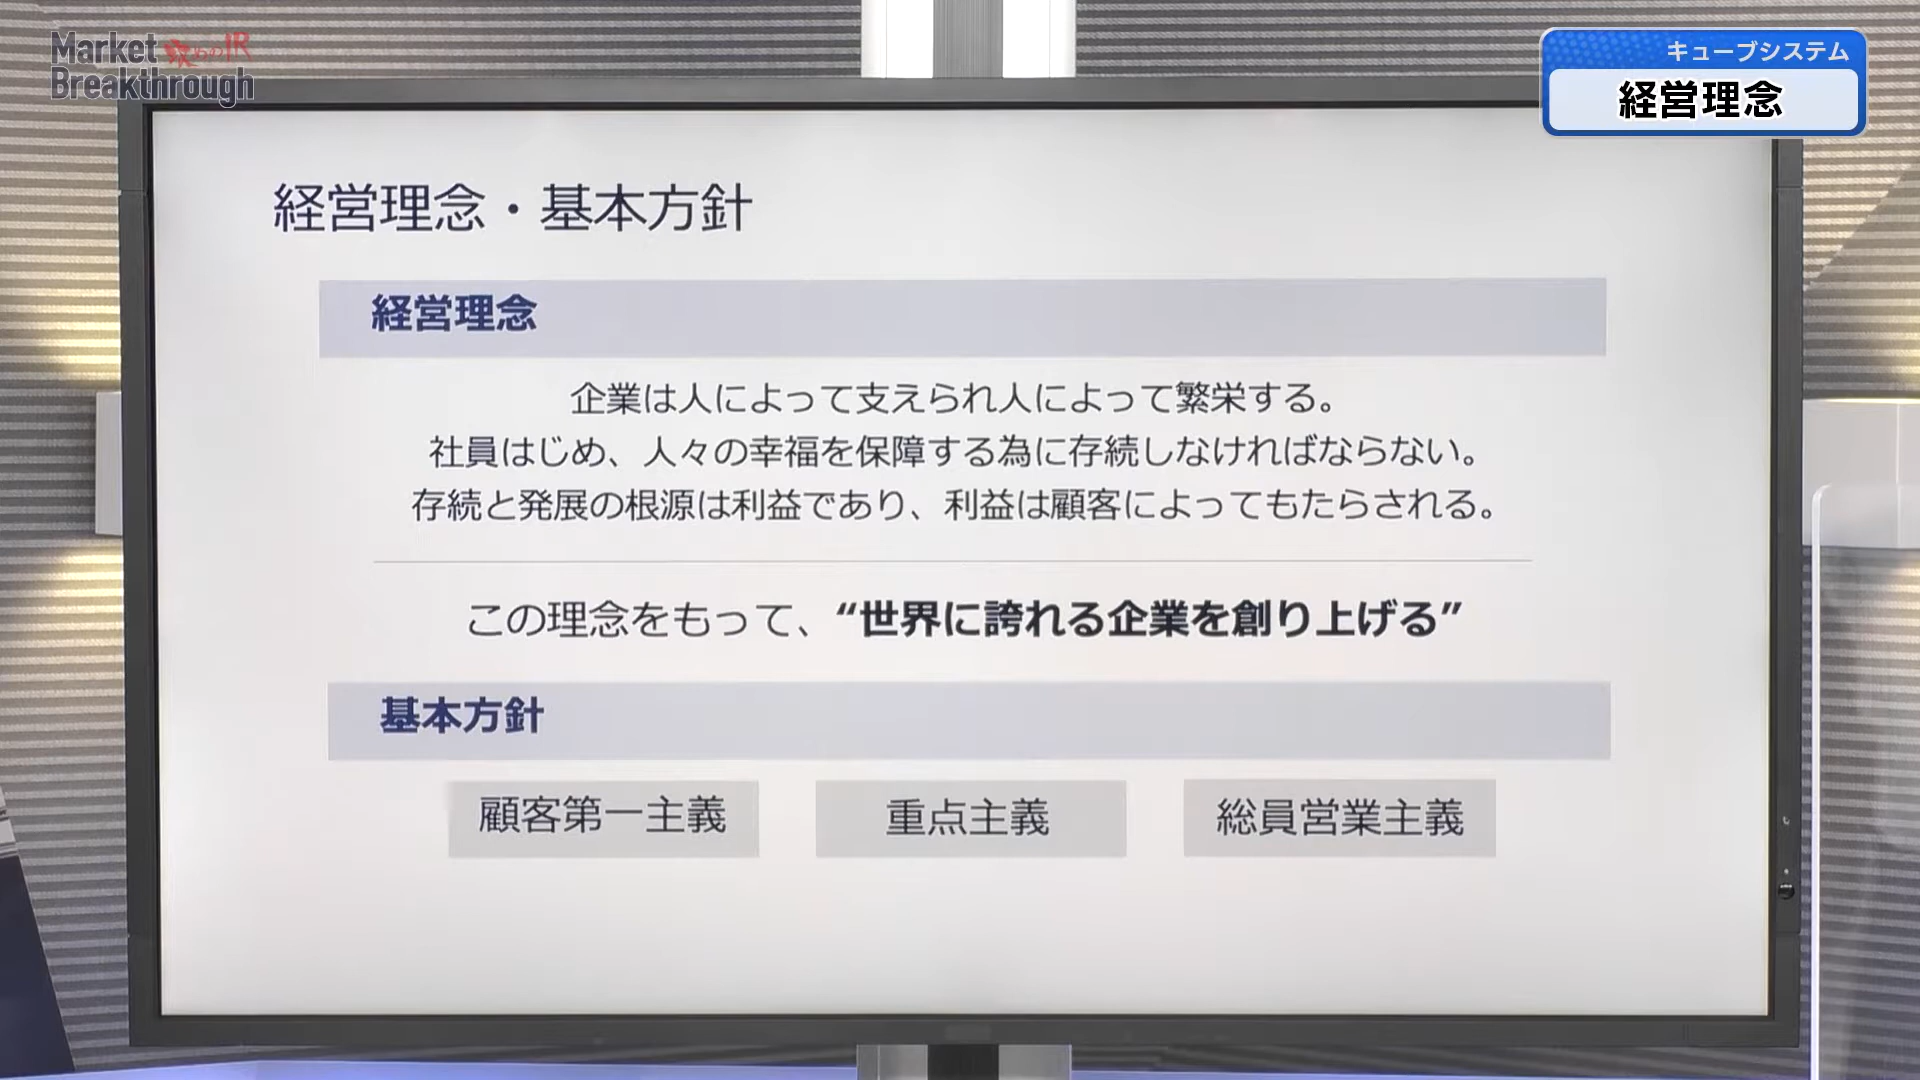 Market 攻めのIR
Breakthrough
キューブシステム
経営理念
経営理念・基本方針
経営理念
企業は人によって支えられ人によって繁栄する。
社員はじめ、人々の幸福を保障する為に存続しなければならない。
存続と発展の根源は利益であり、利益は顧客によってもたらされる。
この理念をもって、“世界に誇れる企業を創り上げる”
基本方針
顧客第一主義
重点主義
総員営業主義